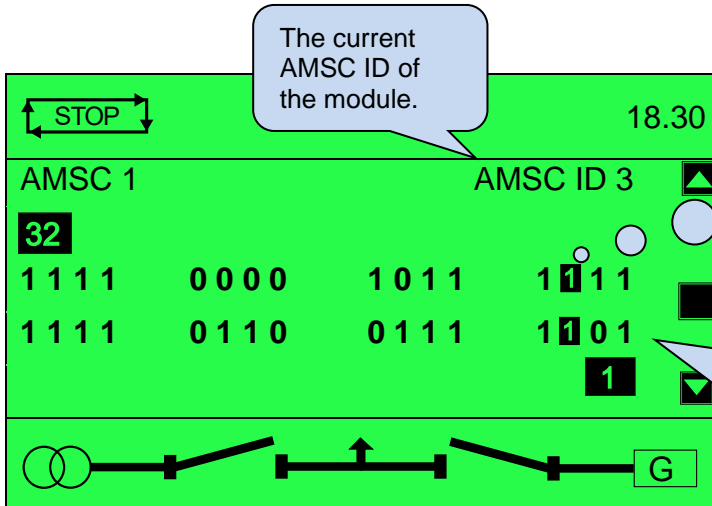 The current
AMSC ID of
the module.
STOP
18.30
AMSC 1 AMSC ID 3
32
1 1 1 1 0 0 0 0 1 0 1 1 1 1 1 1
1 1 1 1 0 1 1 0 0 1 1 1 1 1 0 1
1
G